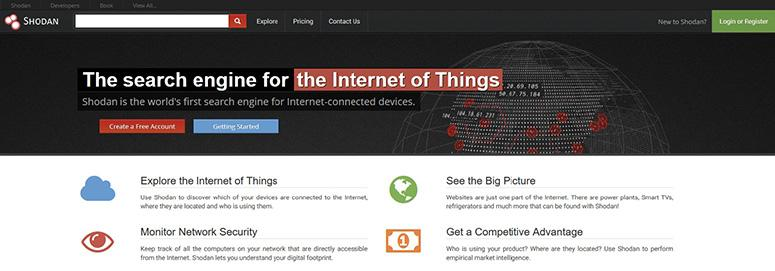 Shodan Developers Book View All...
SHODAN Explore Pricing Contact Us New to Shodan? Login or Register
The search engine for the Internet of Things
Shodan is the world's first search engine for Internet-connected devices.
Create a Free Account Getting Started
.20.69.105
50.67.75.184
104.18.61.231
Explore the Internet of Things
Use Shodan to discover which of your devices are connected to the Internet,
where they are located and who is using them.
See the Big Picture
Websites are just one part of the Internet. There are power plants, Smart TVs,
refrigerators and much more that can be found with Shodan!
Monitor Network Security
Keep track of all the computers on your network that are directly accessible
from the Internet. Shodan lets you understand your digital footprint.
1
Get a Competitive Advantage
Who is using your product? Where are they located? Use Shodan to perform
empirical market intelligence.